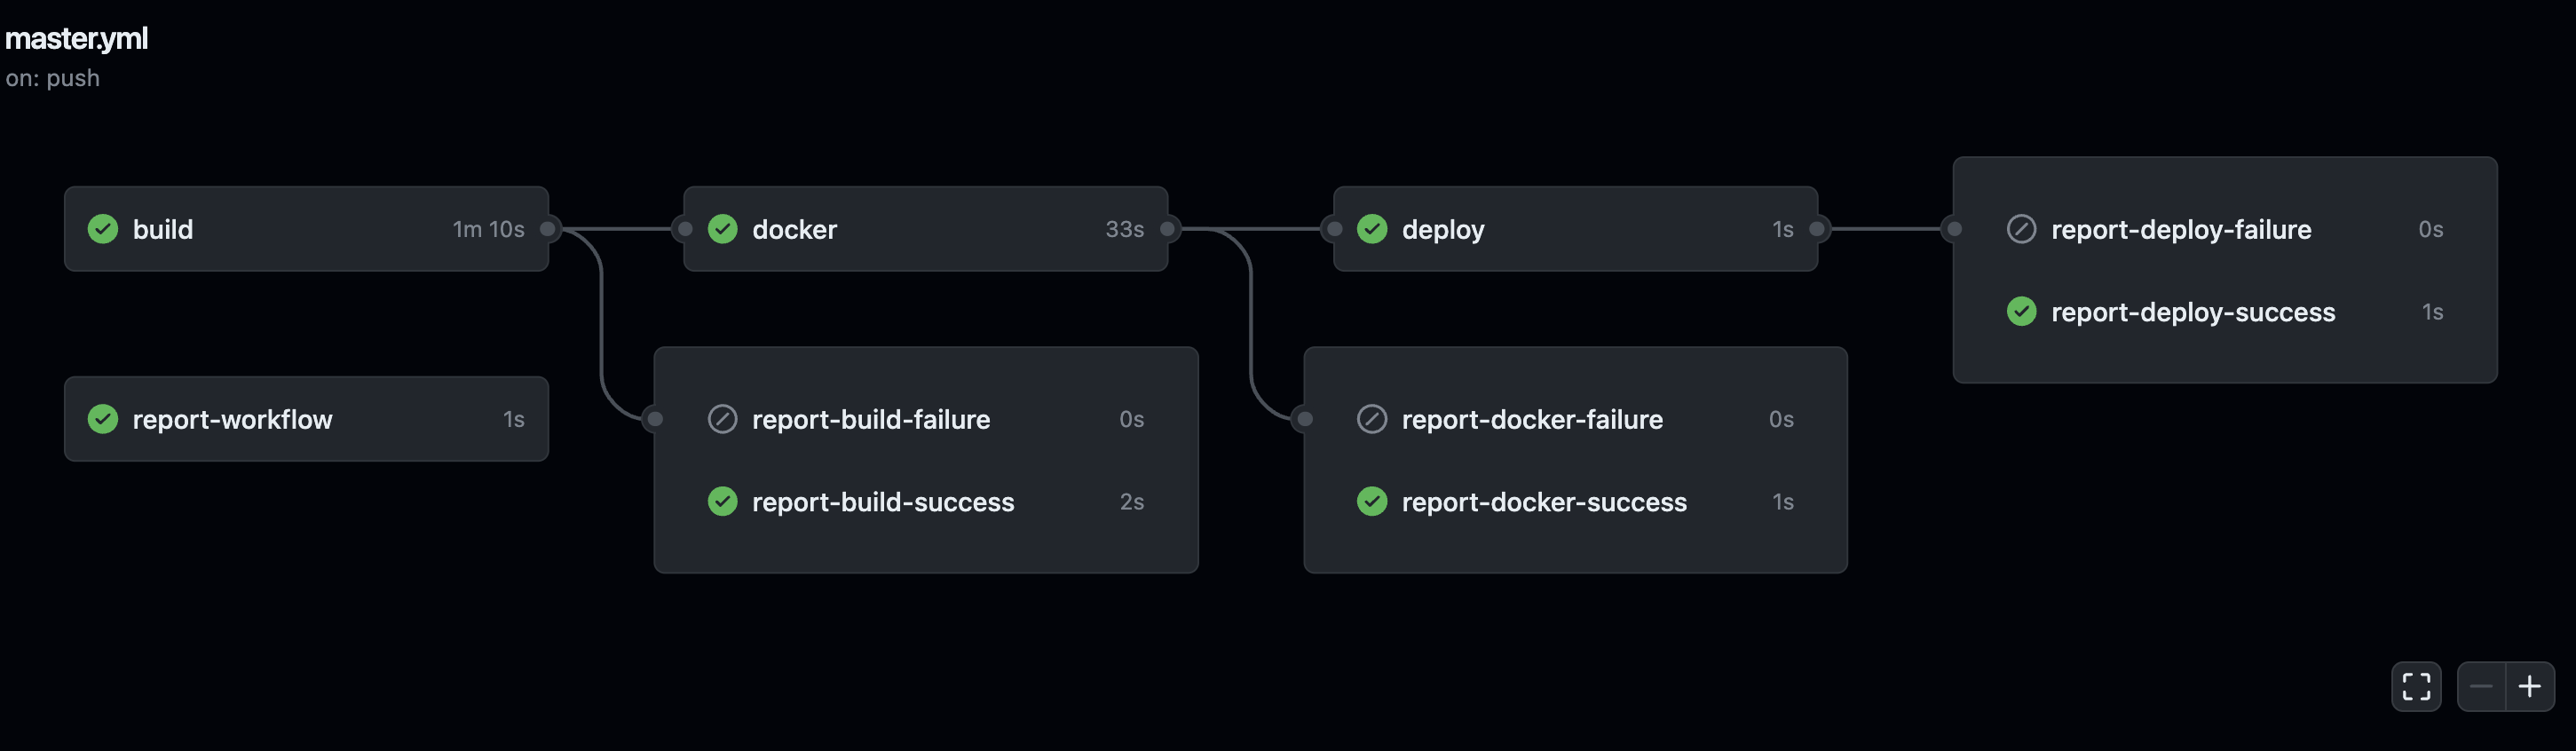 master.yml
on: push
build 1m 10s
docker 33s
deploy 1s
report-deploy-failure 0s
report-deploy-success 1s
report-workflow 1s
report-build-failure 0s
report-build-success 2s
report-docker-failure 0s
report-docker-success 1s